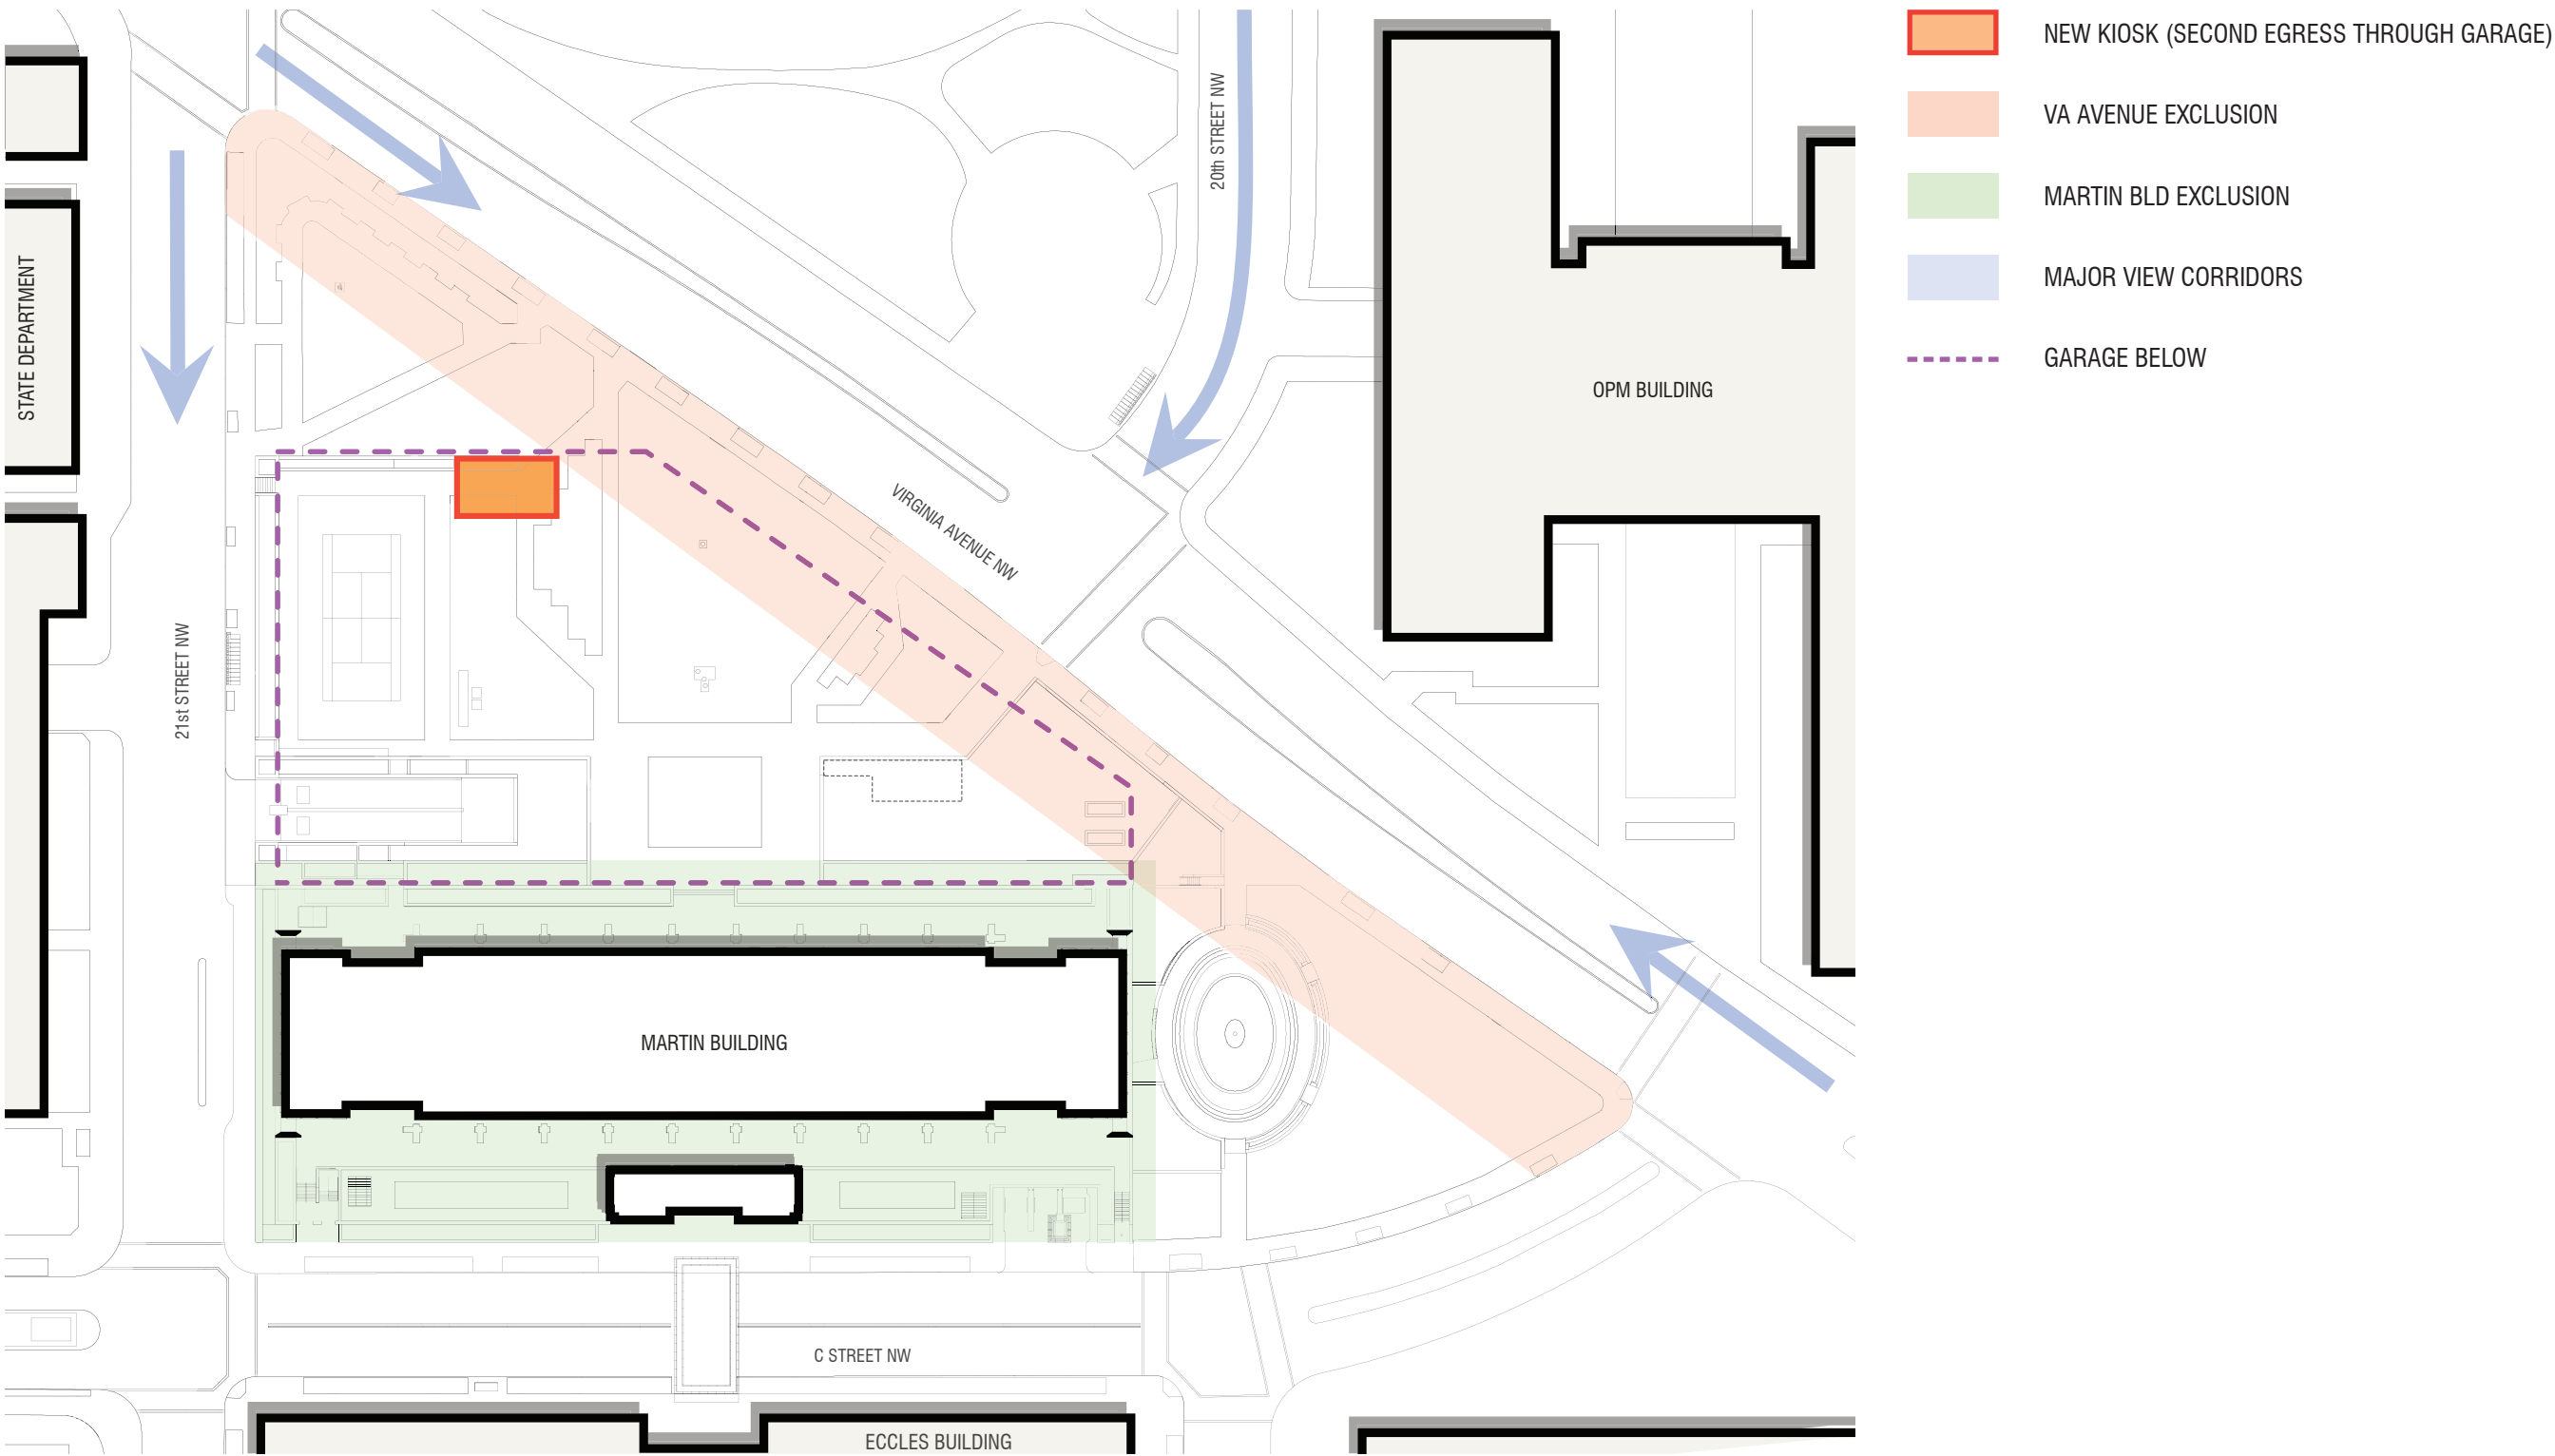 NEW KIOSK (SECOND EGRESS THROUGH GARAGE)
VA AVENUE EXCLUSION
MARTIN BLD EXCLUSION
MAJOR VIEW CORRIDORS
GARAGE BELOW
20th STREET NW
STATE DEPARTMENT
OPM BUILDING
VIRGINIA AVENUE NW
21st STREET NW
MARTIN BUILDING
C STREET NW
ECCLES BUILDING